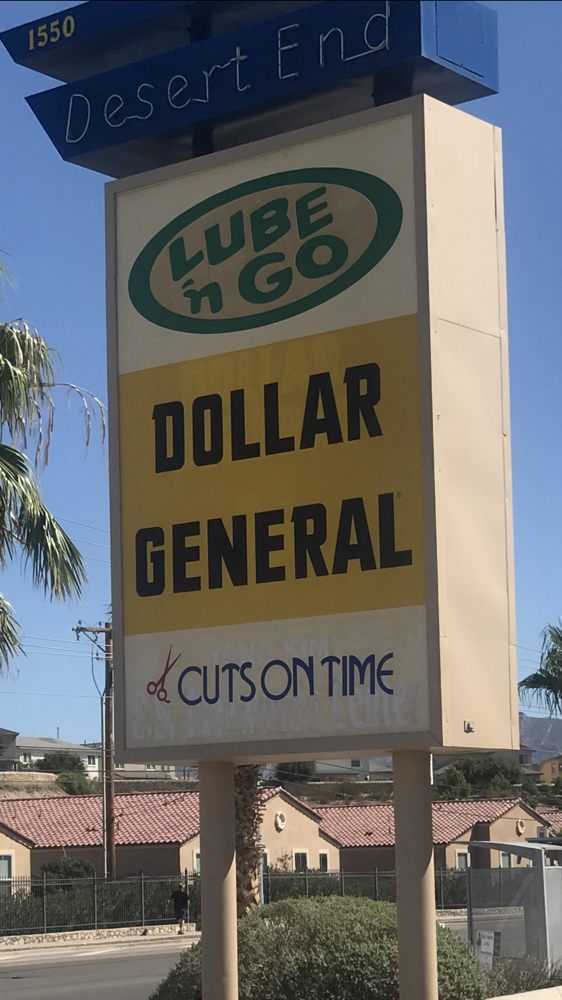 1550
Desert End
LUBE
'n GO
DOLLAR
GENERAL
CUTS ON TIME